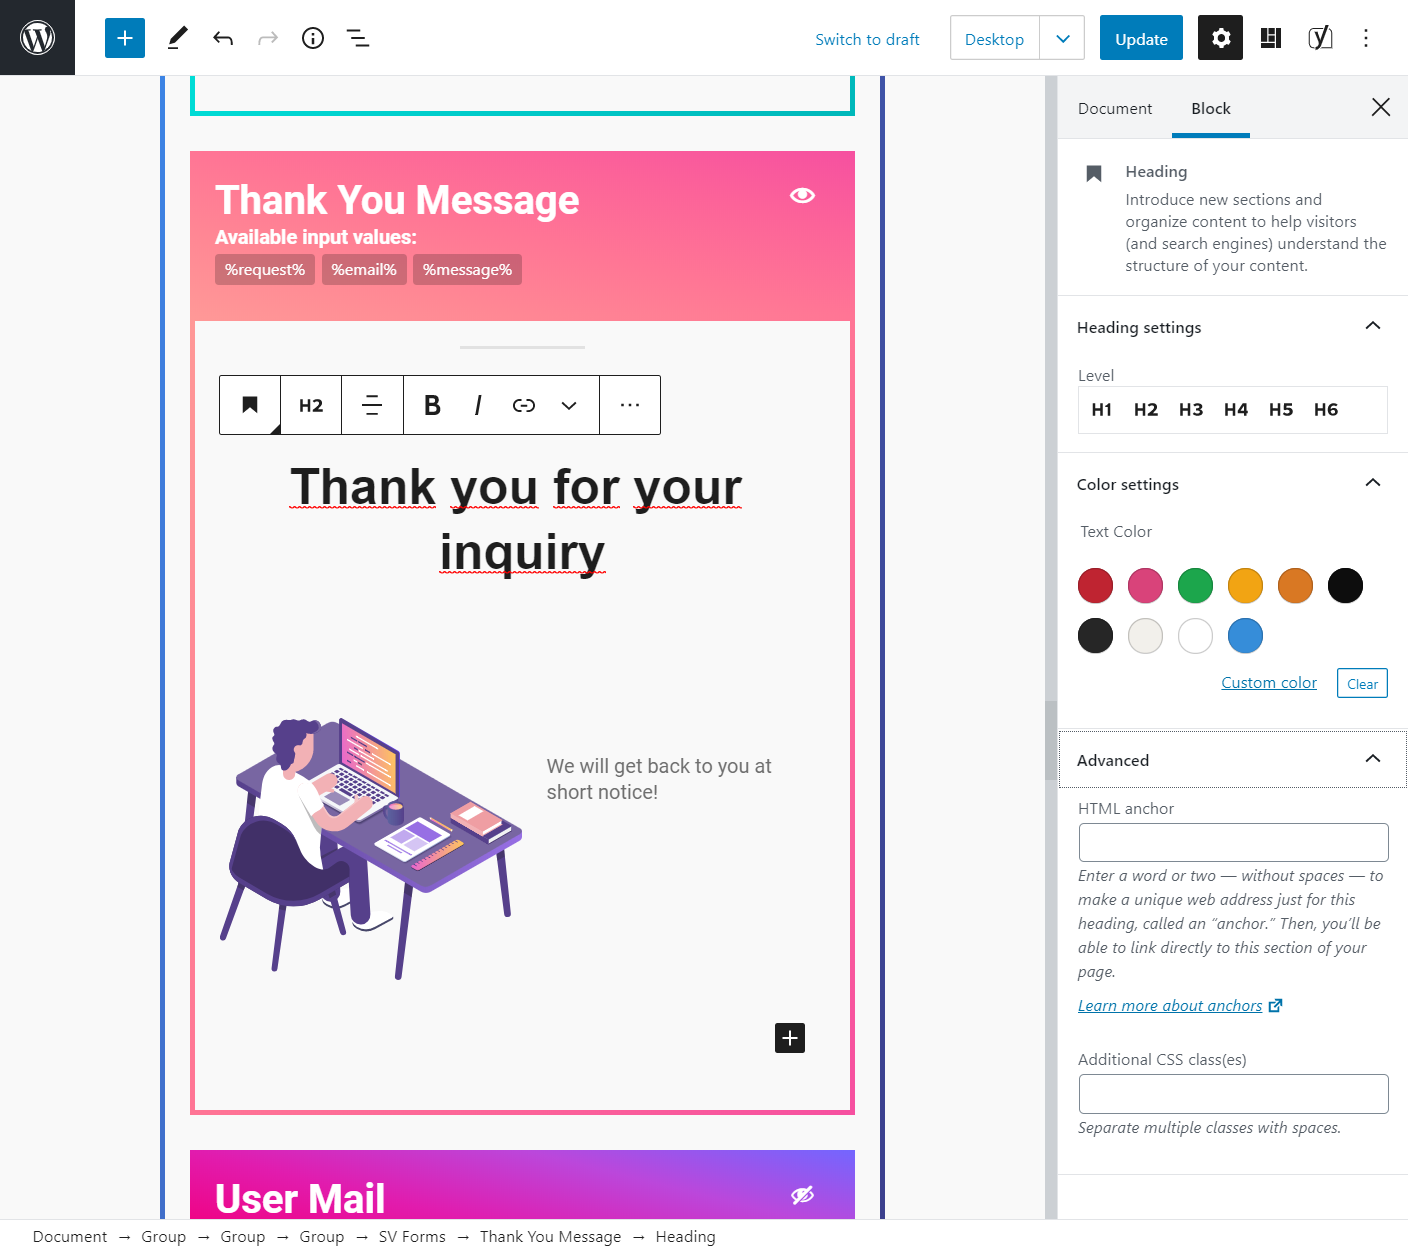 Switch to draft
Desktop
Update
Thank You Message
Available input values:
%request% %email% %message%
H2 B I
Thank you for your
inquiry
We will get back to you at
short notice!
User Mail
Document Block
Heading
Introduce new sections and
organize content to help visitors
(and search engines) understand the
structure of your content.
Heading settings
Level
H1 H2 H3 H4 H5 H6
Color settings
Text Color
Custom color Clear
Advanced
HTML anchor
Enter a word or two — without spaces — to
make a unique web address just for this
heading, called an “anchor.” Then, you’ll be
able to link directly to this section of your
page.
Learn more about anchors
Additional CSS class(es)
Separate multiple classes with spaces.
Document → Group → Group → Group → SV Forms → Thank You Message → Heading